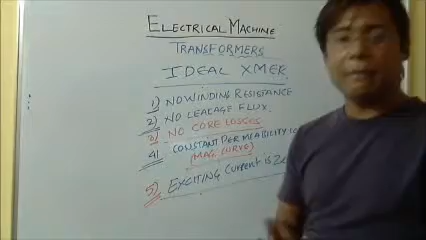 ELECTRICAL MACHINE
TRANSFORMERS
IDEAL XMER
1) NO WINDING RESISTANCE
2) NO LEAKAGE FLUX.
3) NO CORE LOSSES
4) CONSTANT PERMEABILITY
(MAG. CURVE)
5) EXCITING CURRENT IS